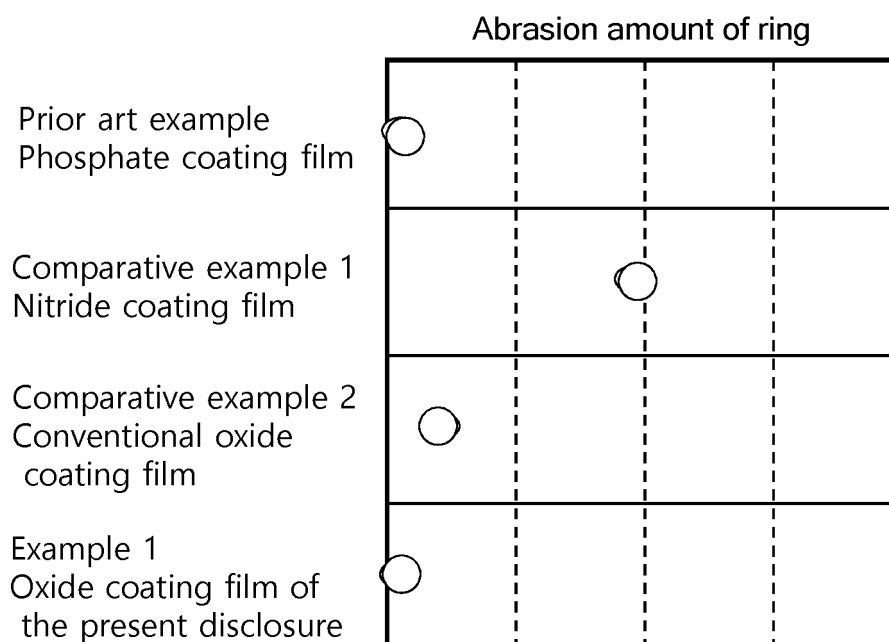 Abrasion amount of ring
Prior art example
Phosphate coating film
Comparative example 1
Nitride coating film
Comparative example 2
Conventional oxide
coating film
Example 1
Oxide coating film of
the present disclosure